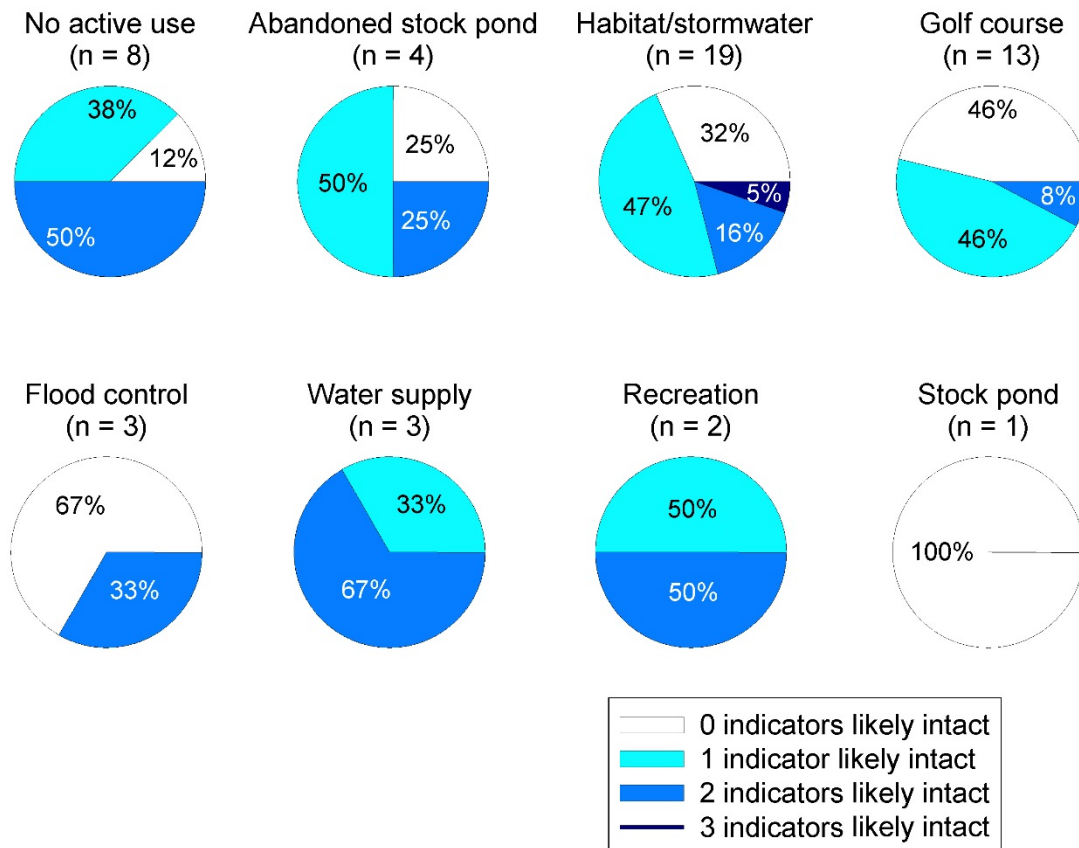 No active use
(n = 8)
38%
12%
50%
Abandoned stock pond
(n = 4)
25%
50%
25%
Habitat/stormwater
(n = 19)
32%
5%
47%
16%
Golf course
(n = 13)
46%
8%
46%
Flood control
(n = 3)
67%
33%
Water supply
(n = 3)
33%
67%
Recreation
(n = 2)
50%
50%
Stock pond
(n = 1)
100%
0 indicators likely intact
1 indicator likely intact
2 indicators likely intact
3 indicators likely intact